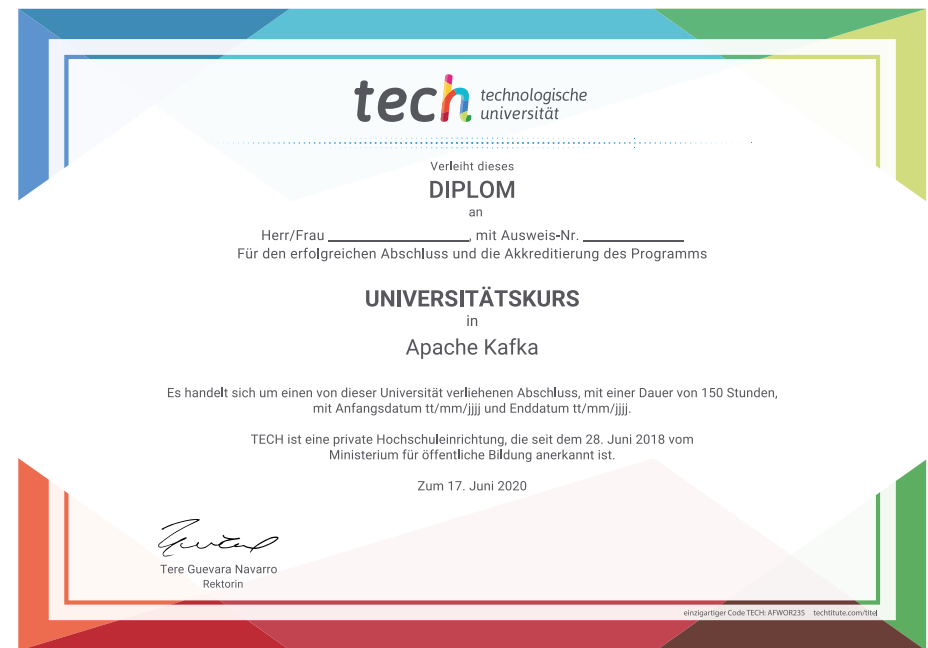 tech technologische
universität
Verleiht dieses
DIPLOM
an
Herr/Frau ____________________, mit Ausweis-Nr. ______________
Für den erfolgreichen Abschluss und die Akkreditierung des Programms
UNIVERSITÄTSKURS
in
Apache Kafka
Es handelt sich um einen von dieser Universität verliehenen Abschluss, mit einer Dauer von 150 Stunden,
mit Anfangsdatum tt/mm/jjjj und Enddatum tt/mm/jjjj.
TECH ist eine private Hochschuleinrichtung, die seit dem 28. Juni 2018 vom
Ministerium für öffentliche Bildung anerkannt ist.
Zum 17. Juni 2020
Tere Guevara Navarro
Rektorin
einzigartiger Code TECH: AFWOR23S techtitute.com/titel